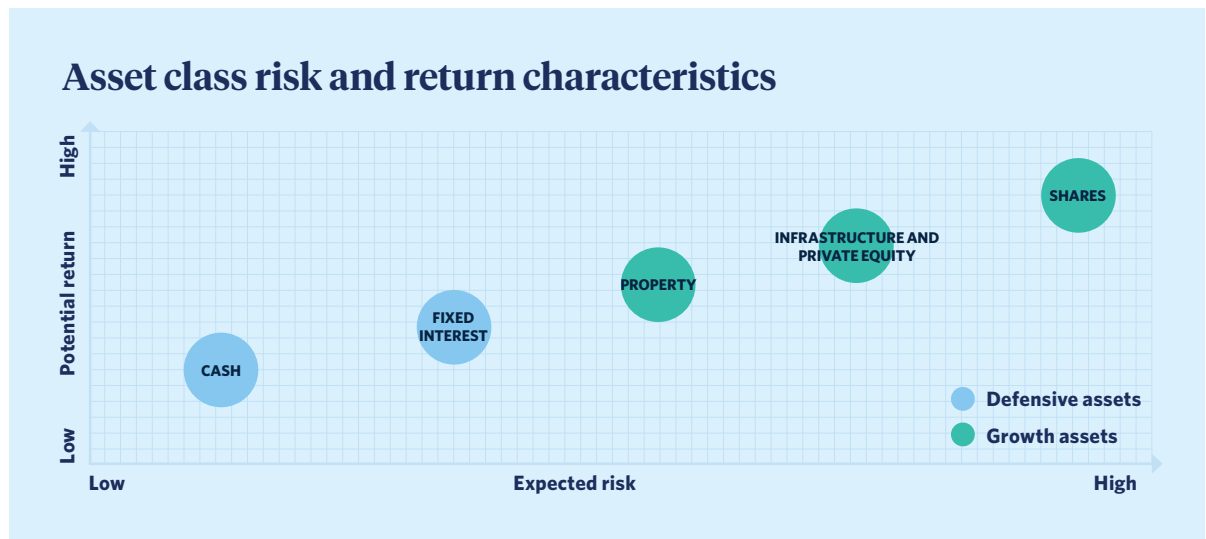 Asset class risk and return characteristics
High
Potential return
Low
SHARES
INFRASTRUCTURE AND
PRIVATE EQUITY
PROPERTY
FIXED
INTEREST
CASH
Defensive assets
Growth assets
Low
Expected risk
High